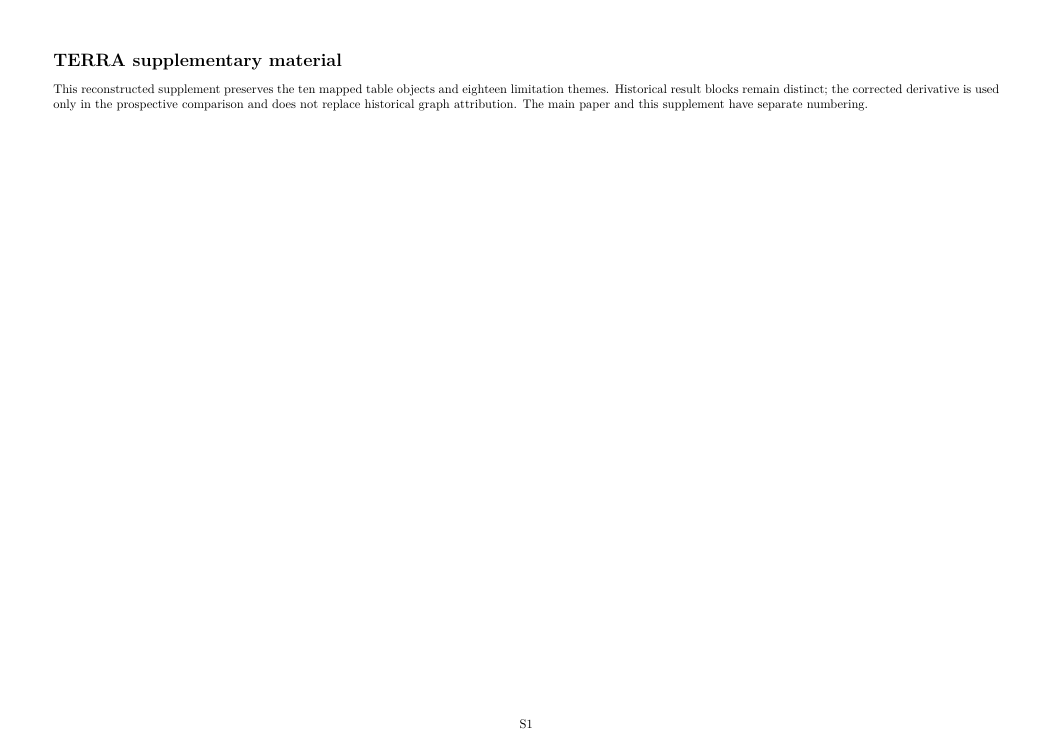 TERRA supplementary material
This reconstructed supplement preserves the ten mapped table objects and eighteen limitation themes. Historical result blocks remain distinct; the corrected derivative is used
only in the prospective comparison and does not replace historical graph attribution. The main paper and this supplement have separate numbering.
S1